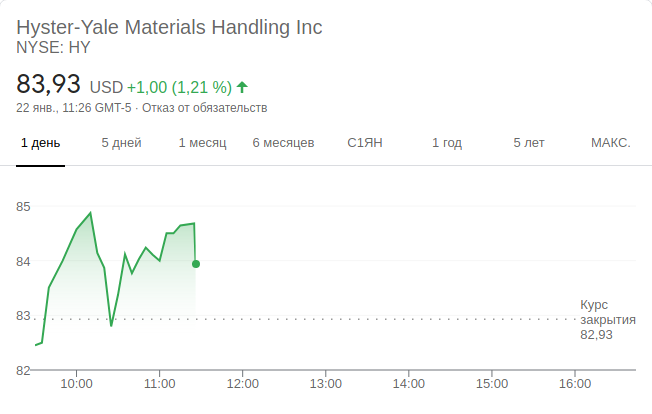 Hyster-Yale Materials Handling Inc
NYSE: HY
83,93 USD +1,00 (1,21 %)
22 янв., 11:26 GMT-5 · Отказ от обязательств
1 день 5 дней 1 месяц 6 месяцев С1ЯН 1 год 5 лет МАКС.
85
84
83
82
Курс
закрытия
82,93
10:00 11:00 12:00 13:00 14:00 15:00 16:00